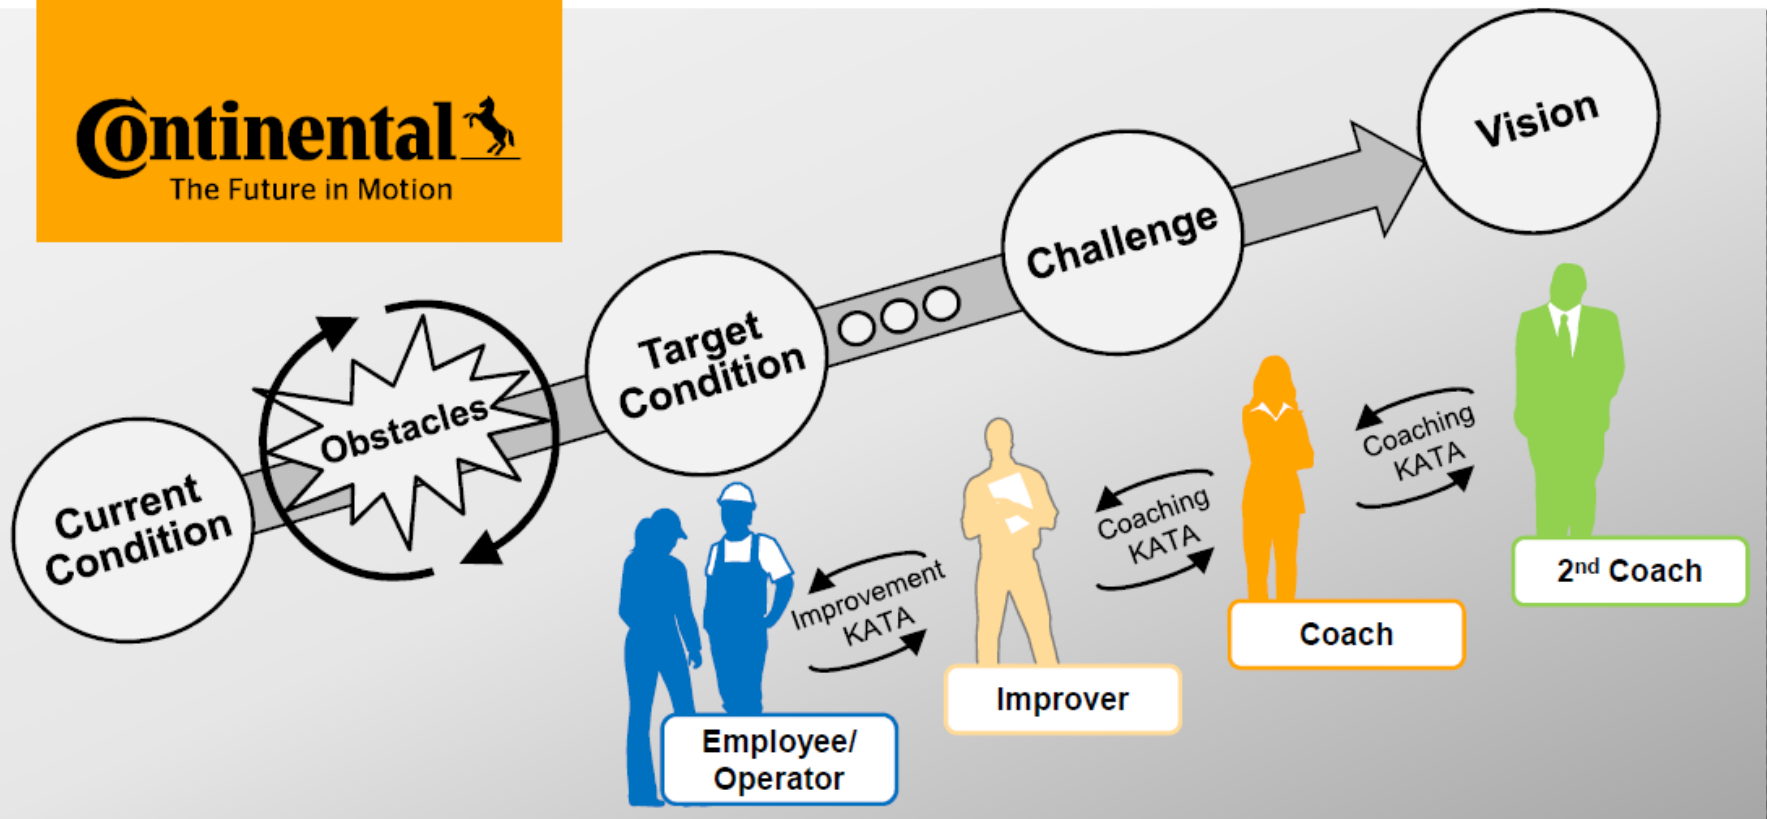 Continental
The Future in Motion
Vision
Challenge
Target
Condition
Obstacles
Current
Condition
Coaching
KATA
Coaching
KATA
Improvement
KATA
2nd Coach
Coach
Improver
Employee/
Operator